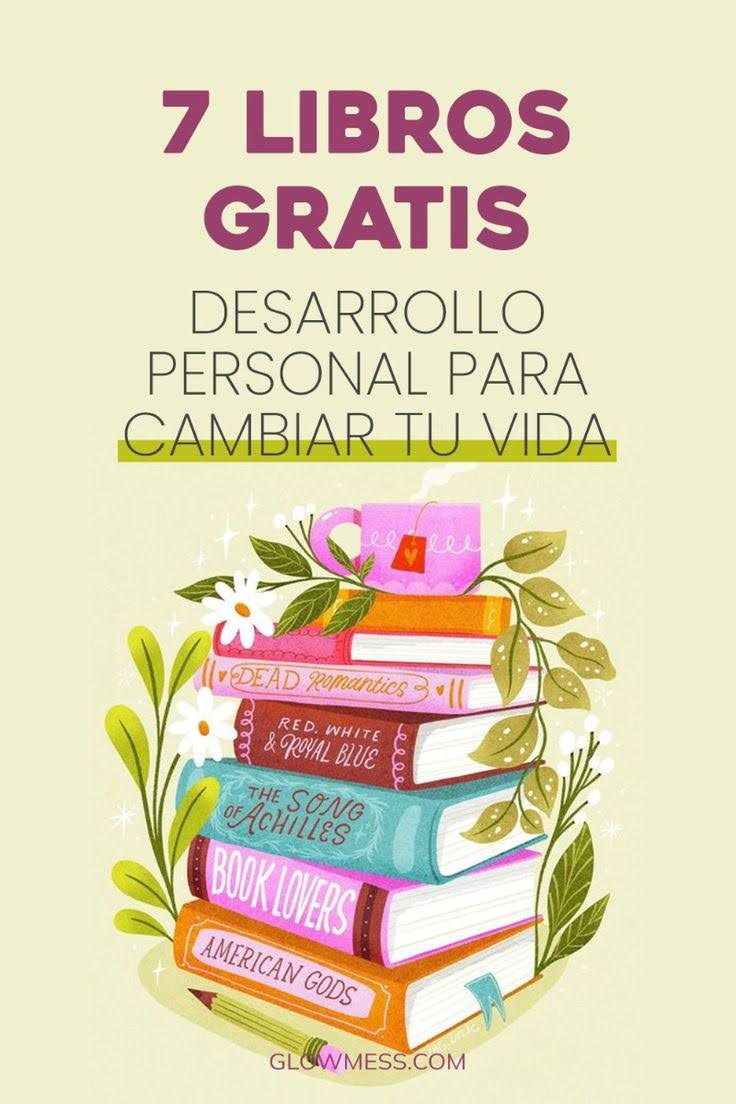 7 LIBROS
GRATIS
DESARROLLO
PERSONAL PARA
CAMBIAR TU VIDA
DEAD Romantics
RED, WHITE
& ROYAL BLUE
THE SONG
OF ACHILLES
BOOK LOVERS
AMERICAN GODS
GLOWMESS.COM